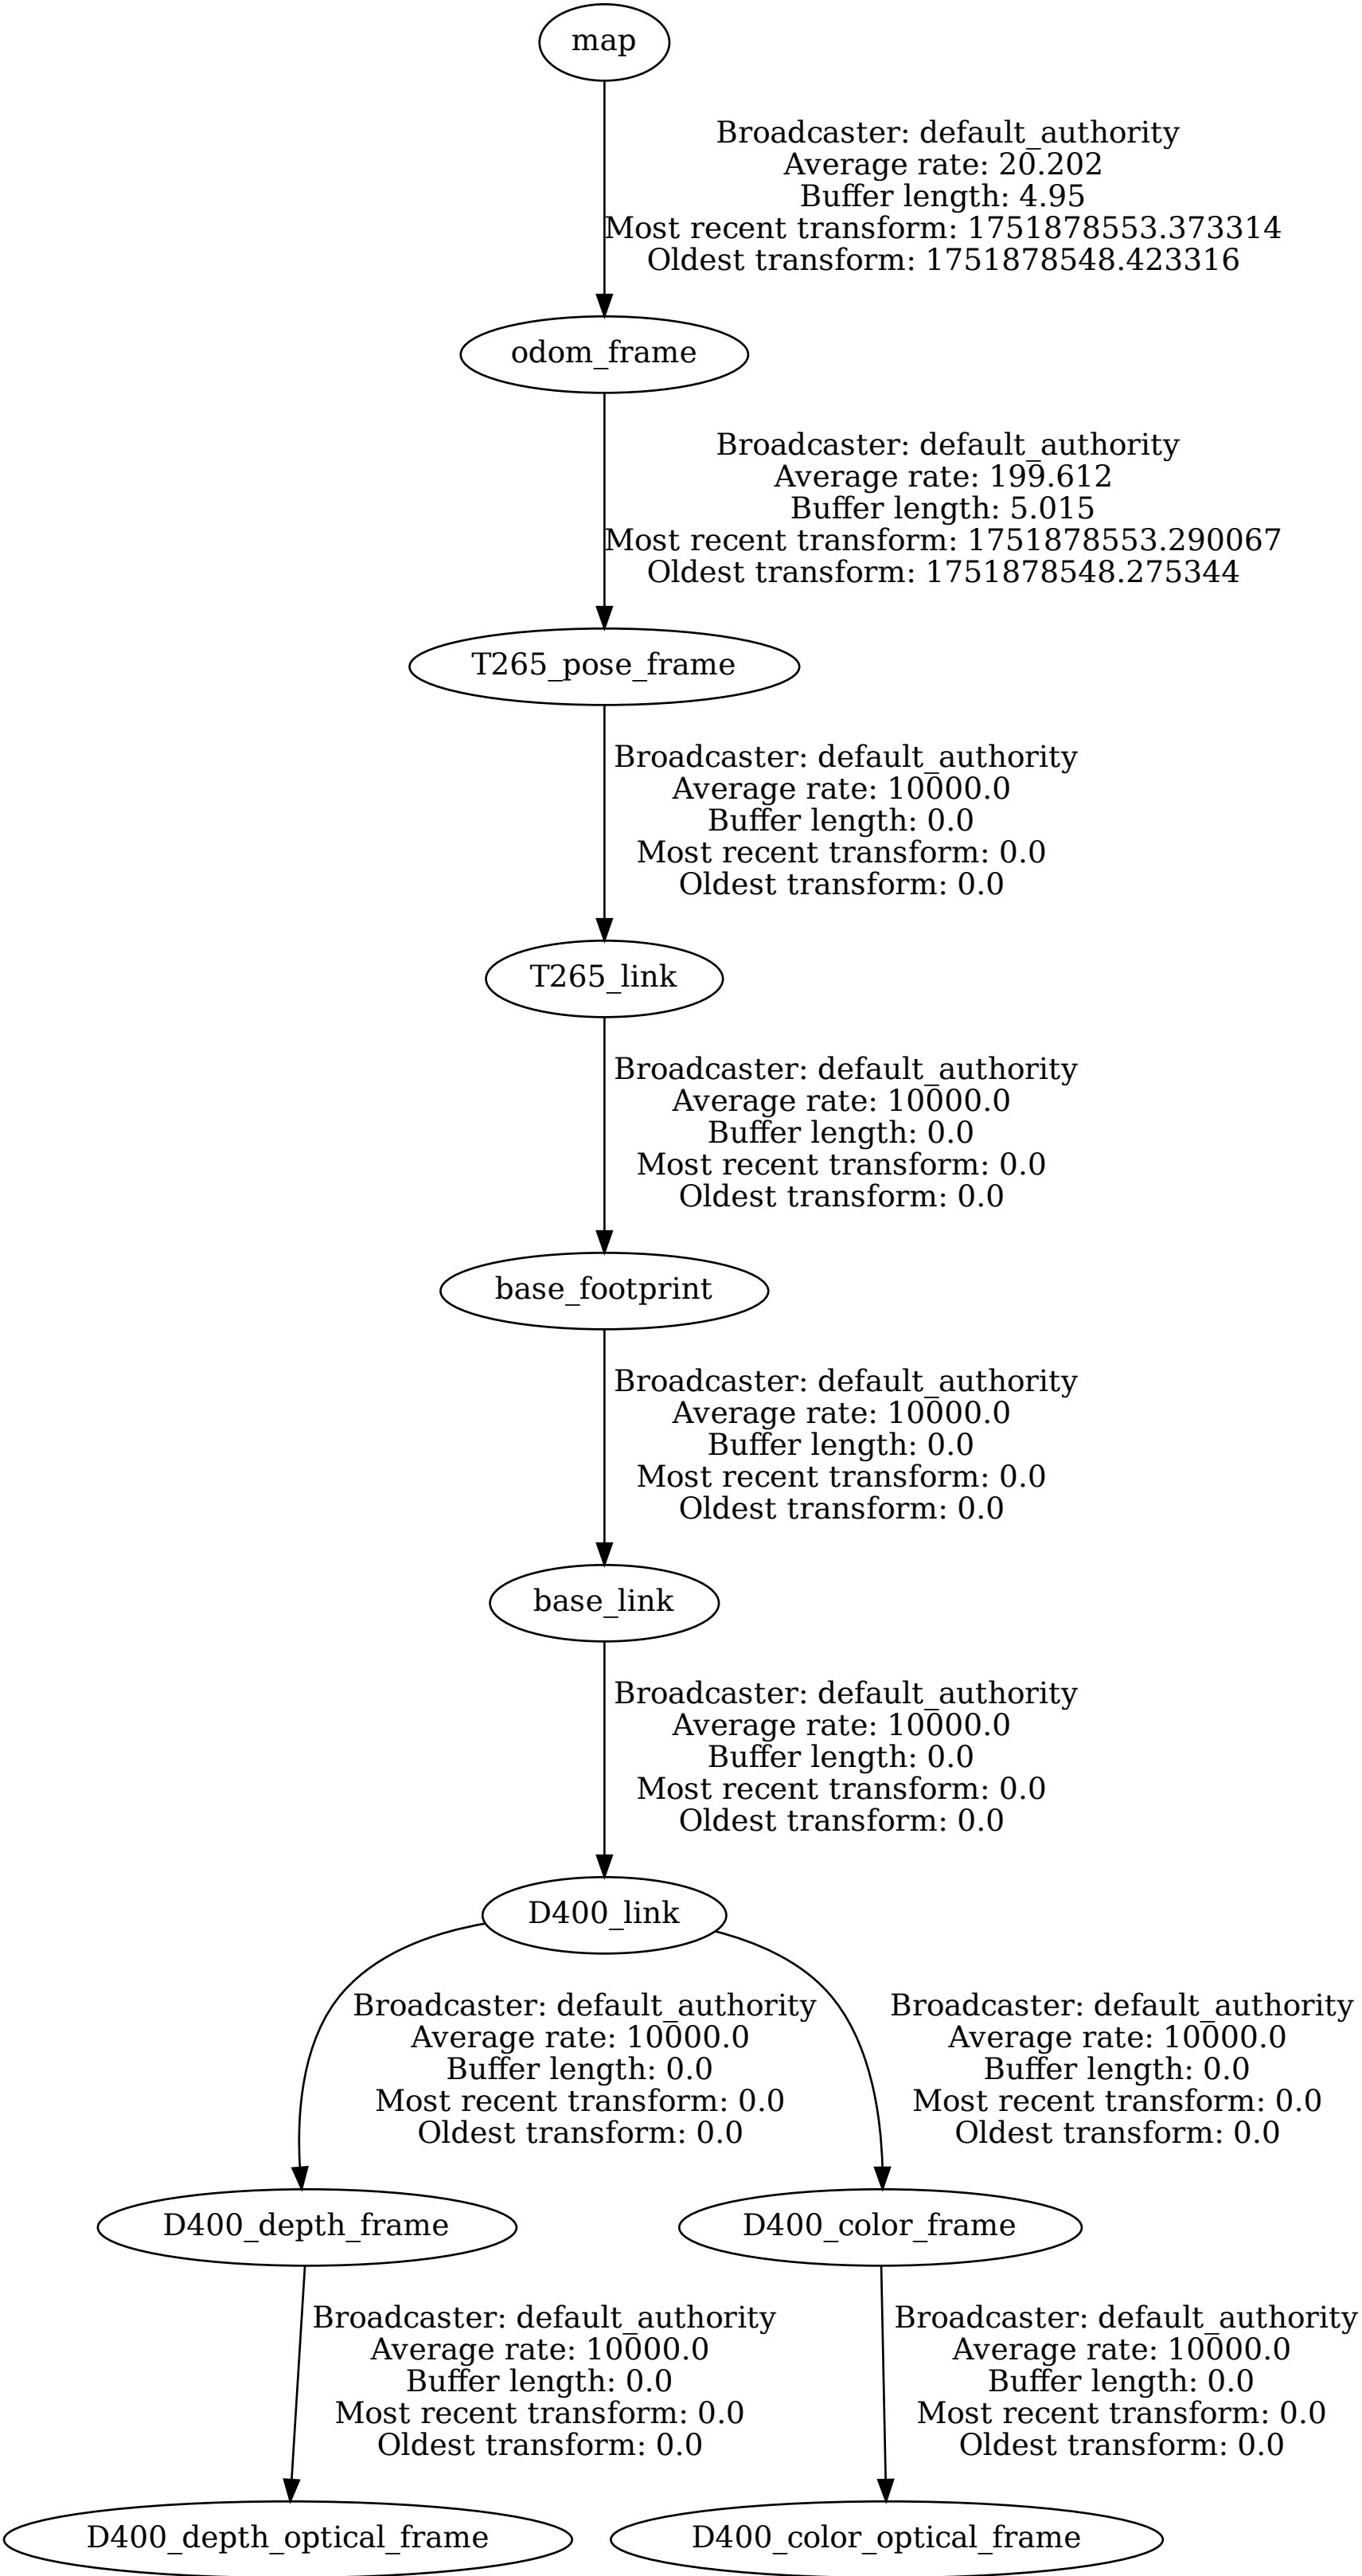 map
Broadcaster: default_authority
Average rate: 20.202
Buffer length: 4.95
Most recent transform: 1751878553.373314
Oldest transform: 1751878548.423316
odom_frame
Broadcaster: default_authority
Average rate: 199.612
Buffer length: 5.015
Most recent transform: 1751878553.290067
Oldest transform: 1751878548.275344
T265_pose_frame
Broadcaster: default_authority
Average rate: 10000.0
Buffer length: 0.0
Most recent transform: 0.0
Oldest transform: 0.0
T265_link
Broadcaster: default_authority
Average rate: 10000.0
Buffer length: 0.0
Most recent transform: 0.0
Oldest transform: 0.0
base_footprint
Broadcaster: default_authority
Average rate: 10000.0
Buffer length: 0.0
Most recent transform: 0.0
Oldest transform: 0.0
base_link
Broadcaster: default_authority
Average rate: 10000.0
Buffer length: 0.0
Most recent transform: 0.0
Oldest transform: 0.0
D400_link
Broadcaster: default_authority
Average rate: 10000.0
Buffer length: 0.0
Most recent transform: 0.0
Oldest transform: 0.0
Broadcaster: default_authority
Average rate: 10000.0
Buffer length: 0.0
Most recent transform: 0.0
Oldest transform: 0.0
D400_depth_frame
D400_color_frame
Broadcaster: default_authority
Average rate: 10000.0
Buffer length: 0.0
Most recent transform: 0.0
Oldest transform: 0.0
Broadcaster: default_authority
Average rate: 10000.0
Buffer length: 0.0
Most recent transform: 0.0
Oldest transform: 0.0
D400_depth_optical_frame
D400_color_optical_frame